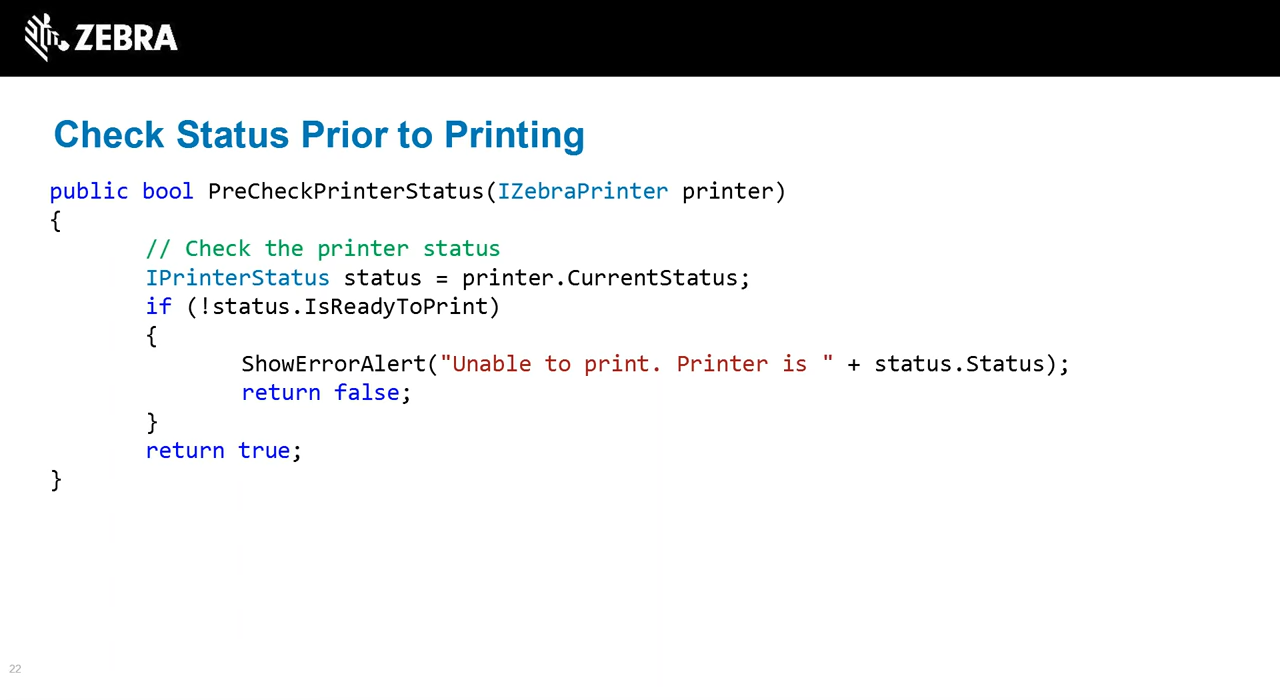 ZEBRA
Check Status Prior to Printing
public bool PreCheckPrinterStatus(IZebraPrinter printer)
{
// Check the printer status
IPrinterStatus status = printer.CurrentStatus;
if (!status.IsReadyToPrint)
{
ShowErrorAlert("Unable to print. Printer is " + status.Status);
return false;
}
return true;
}
22